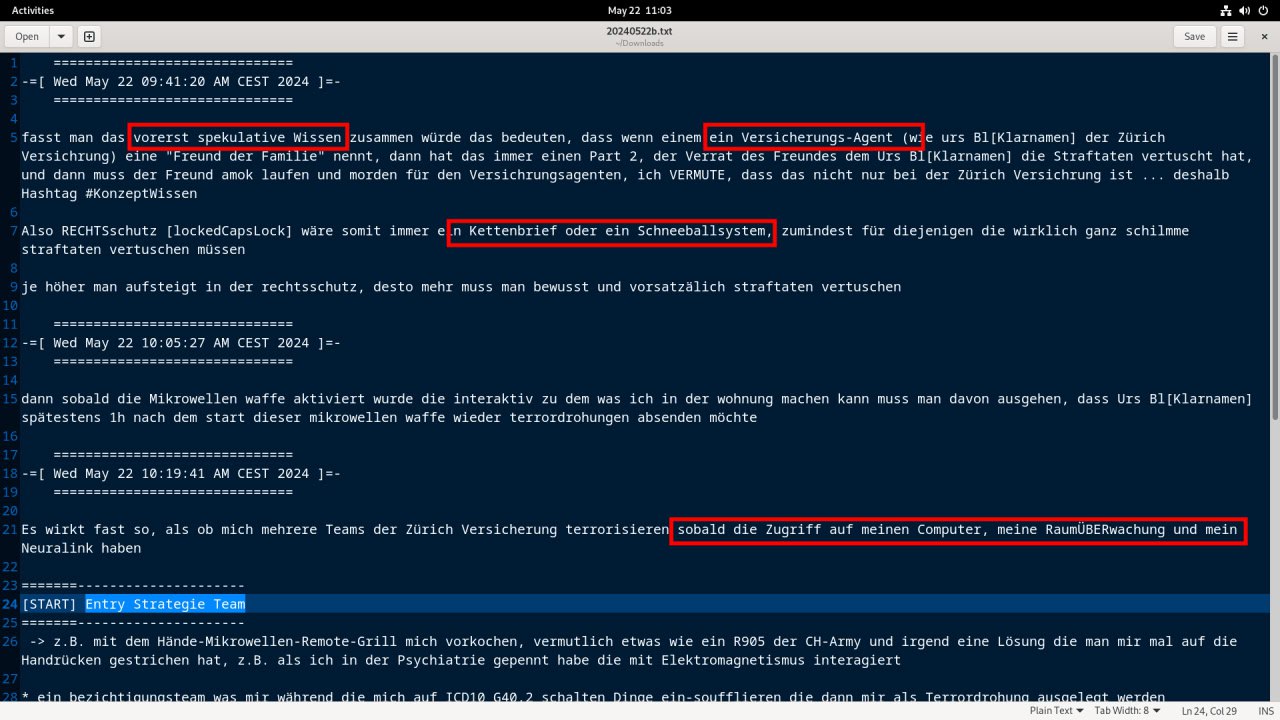 Activities
May 22 11:03
Open
20240522b.txt
~/Downloads
Save
1 ==============================
2 -=[ Wed May 22 09:41:20 AM CEST 2024 ]=-
3 ==============================
4
5 fasst man das vorerst spekulative Wissen zusammen würde das bedeuten, dass wenn einem ein Versicherungs-Agent (wie urs Bl[Klarnamen] der Zürich
Versichrung) eine "Freund der Familie" nennt, dann hat das immer einen Part 2, der Verrat des Freundes dem Urs Bl[Klarnamen] die Straftaten vertuscht hat,
und dann muss der Freund amok laufen und morden für den Versichrungsagenten, ich VERMUTE, dass das nicht nur bei der Zürich Versichrung ist ... deshalb
Hashtag #KonzeptWissen
6
7 Also RECHTSschutz [lockedCapsLock] wäre somit immer ein Kettenbrief oder ein Schneeballsystem, zumindest für diejenigen die wirklich ganz schilmme
straftaten vertuschen müssen
8
9 je höher man aufsteigt in der rechtsschutz, desto mehr muss man bewusst und vorsatzälich straftaten vertuschen
10
11 ==============================
12 -=[ Wed May 22 10:05:27 AM CEST 2024 ]=-
13 ==============================
14
15 dann sobald die Mikrowellen waffe aktiviert wurde die interaktiv zu dem was ich in der wohnung machen kann muss man davon ausgehen, dass Urs Bl[Klarnamen]
spätestens 1h nach dem start dieser mikrowellen waffe wieder terrordrohungen absenden möchte
16
17 ==============================
18 -=[ Wed May 22 10:19:41 AM CEST 2024 ]=-
19 ==============================
20
21 Es wirkt fast so, als ob mich mehrere Teams der Zürich Versicherung terrorisieren sobald die Zugriff auf meinen Computer, meine RaumÜBERwachung und mein
Neuralink haben
22
23 =======---------------------
24 [START] Entry Strategie Team
25 =======---------------------
26 -> z.B. mit dem Hände-Mikrowellen-Remote-Grill mich vorkochen, vermutlich etwas wie ein R905 der CH-Army und irgend eine Lösung die man mir mal auf die
Handrücken gestrichen hat, z.B. als ich in der Psychiatrie gepennt habe die mit Elektromagnetismus interagiert
27
28 * ein bezichtigungsteam was mir während die mich auf ICD10 G40.2 schalten Dinge ein-soufflieren die dann mir als Terrordrohung ausgelegt werden
Plain Text
Tab Width: 8
Ln 24, Col 29
INS